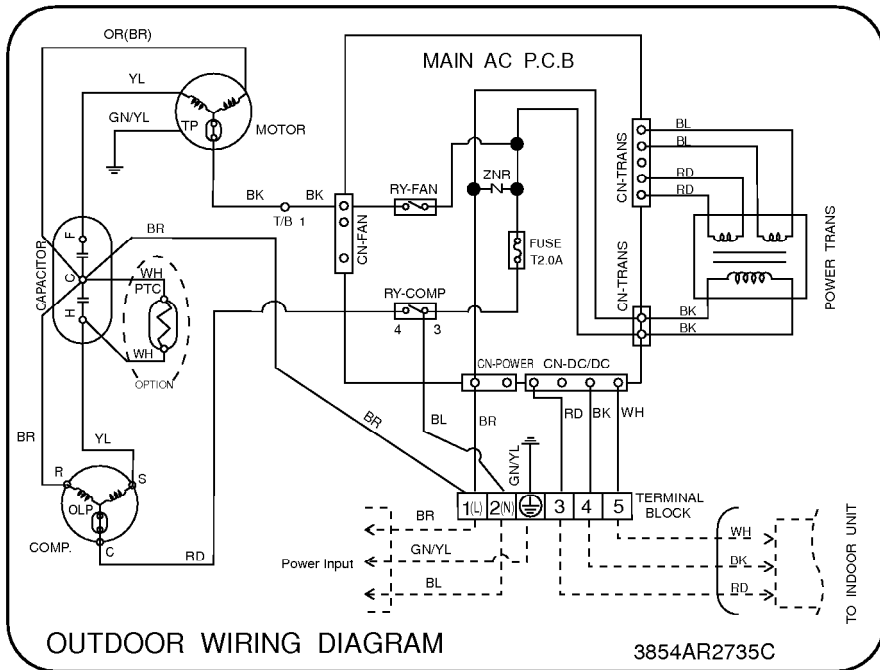 OR(BR)
MAIN AC P.C.B
YL
GN/YL
TP
MOTOR
BL
BL
RD
RD
CN-TRANS
BK
BK
T/B 1
CN-FAN
RY-FAN
ZNR
FUSE
T2.0A
CN-TRANS
POWER TRANS
BK
BK
BR
CAPACITOR
F
C
H
WH
PTC
WH
OPTION
RY-COMP
4 3
CN-POWER
CN-DC/DC
BR
YL
BR
BL
BR
GN/YL
RD
BK
WH
R
S
OLP
COMP.
C
RD
1(L)
2(N)
3
4
5
TERMINAL
BLOCK
Power Input
BR
GN/YL
BL
WH
BK
RD
TO INDOOR UNIT
OUTDOOR WIRING DIAGRAM
3854AR2735C